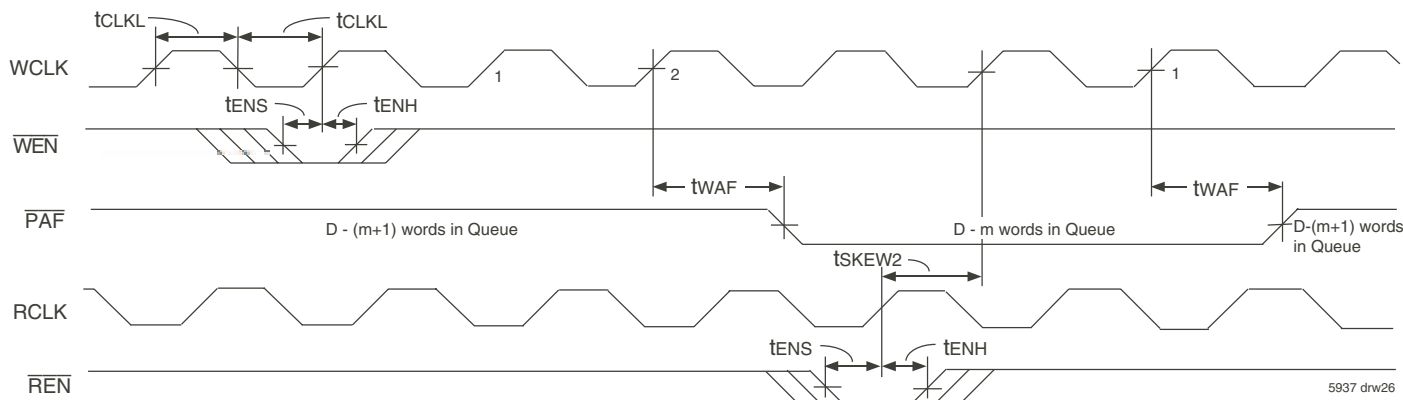 tCLKL tCLKL
WCLK
1 2 1
tENS tENH
WEN
tWAF tWAF
PAF
D - (m+1) words in Queue
D - m words in Queue
D-(m+1) words
in Queue
tSKEW2
RCLK
tENS tENH
REN
5937 drw26